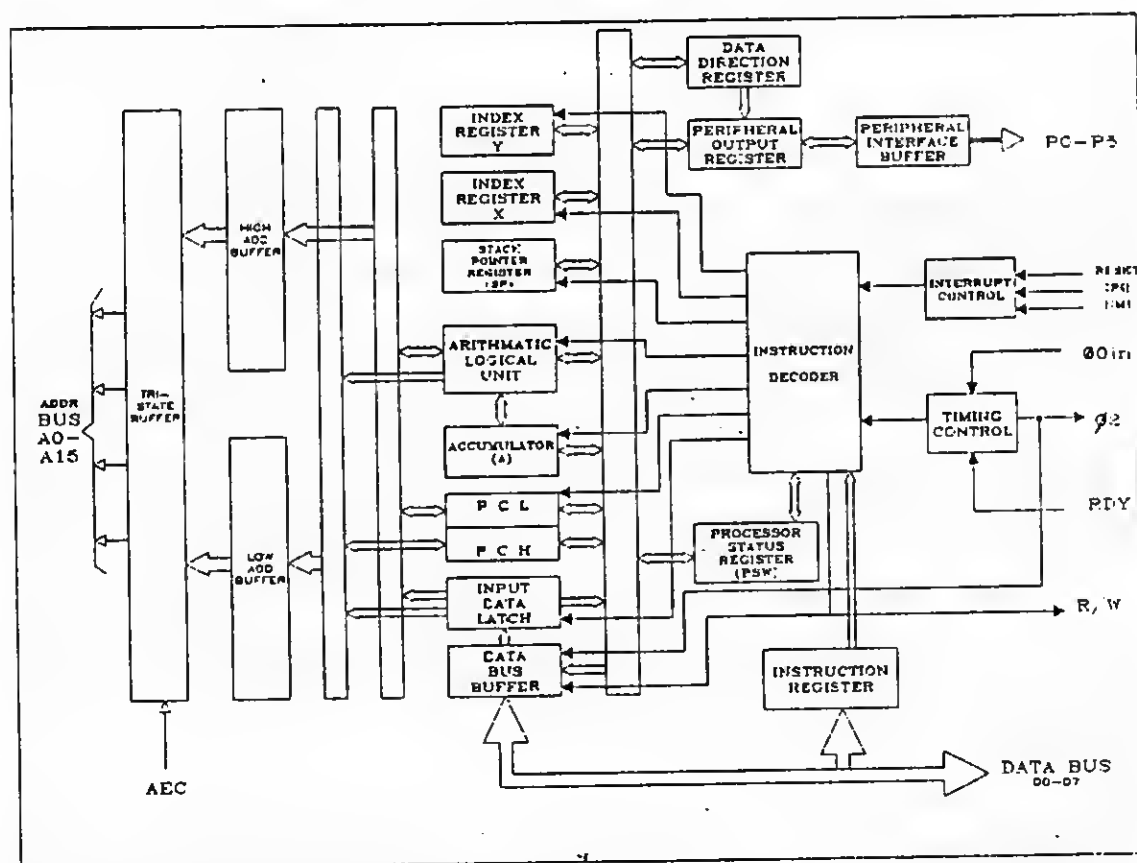 DATA
DIRECTION
REGISTER
INDEX
REGISTER
Y
PERIPHERAL
OUTPUT
REGISTER
PERIPHERAL
INTERFACE
BUFFER
INDEX
REGISTER
X
HIGH
ADD
BUFFER
STACK
POINTER
REGISTER
(SP)
INTERRUPT
CONTROL
RESET
ARITHMATIC
LOGICAL
UNIT
INSTRUCTION
DECODER
Ø0in
ADDR
BUS
A0-
A15
TRI-
STATE
BUFFER
TIMING
CONTROL
Ø2
ACCUMULATOR
(A)
P C L
P C H
RDY
PROCESSOR
STATUS
REGISTER
(PSW)
LOW
ADD
BUFFER
INPUT
DATA
LATCH
R/W
DATA
BUS
BUFFER
INSTRUCTION
REGISTER
AEC
DATA BUS
D0-D7